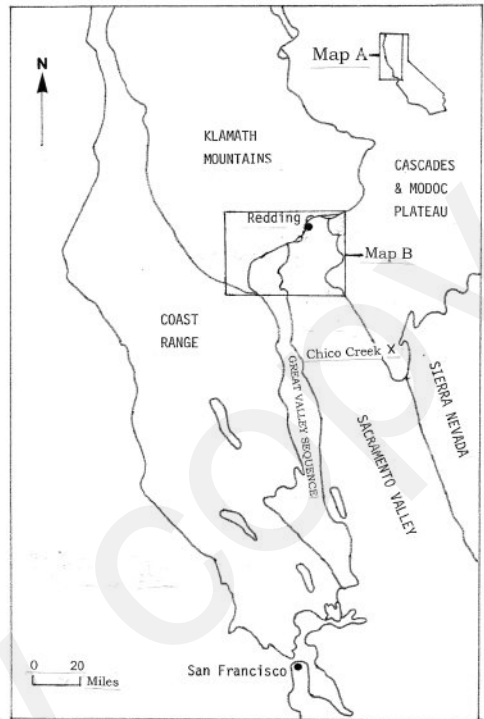 N
Map A
KLAMATH
MOUNTAINS
CASCADES
& MODOC
PLATEAU
Redding
Map B
COAST
RANGE
Chico Creek X
GREAT VALLEY SEQUENCE
SIERRA NEVADA
SACRAMENTO VALLEY
San Francisco
0 20
Miles
copy